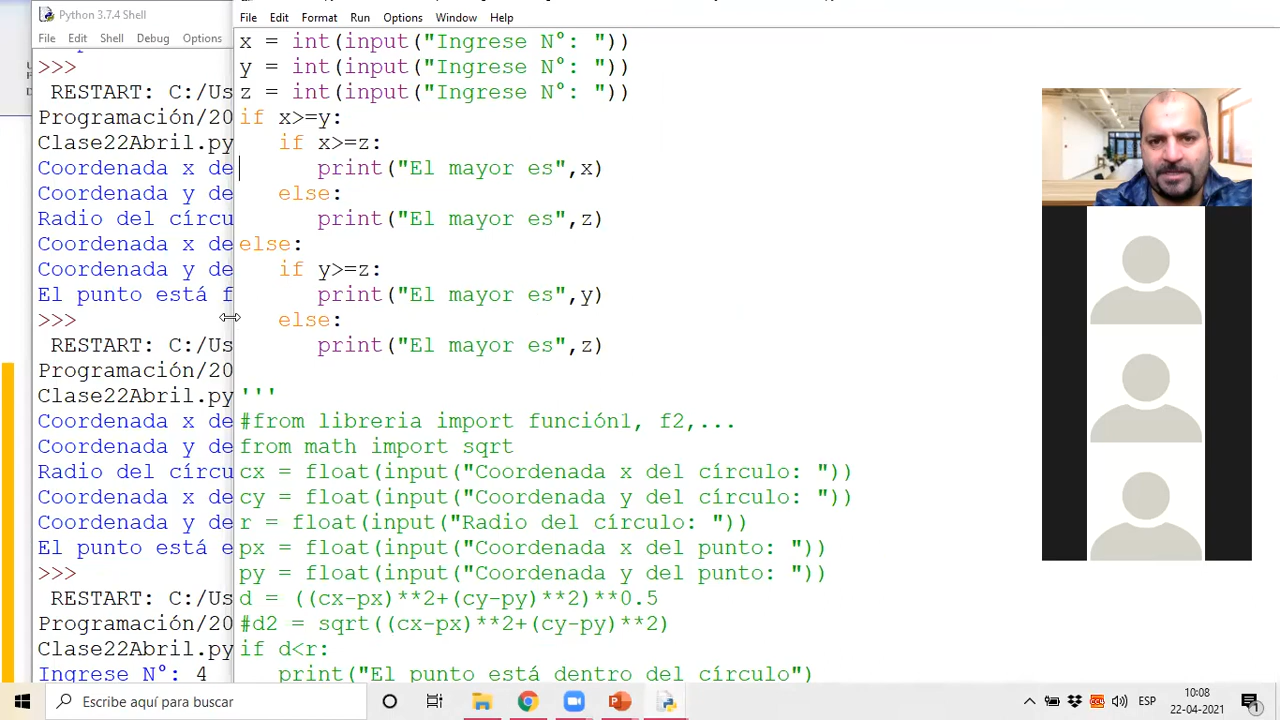 Python 3.7.4 Shell
File Edit Shell Debug Options
>>>
RESTART: C:/Us
Programación/20
Clase22Abril.py
Coordenada x de
Coordenada y de
Radio del círcu
Coordenada x de
Coordenada y de
El punto está f
>>>
RESTART: C:/Us
Programación/20
Clase22Abril.py
Coordenada x de
Coordenada y de
Radio del círcu
Coordenada x de
Coordenada y de
El punto está e
>>>
RESTART: C:/Us
Programación/20
Clase22Abril.py
Ingrese N°: 4
File Edit Format Run Options Window Help
x = int(input("Ingrese N°: "))
y = int(input("Ingrese N°: "))
z = int(input("Ingrese N°: "))
if x>=y:
if x>=z:
print("El mayor es",x)
else:
print("El mayor es",z)
else:
if y>=z:
print("El mayor es",y)
else:
print("El mayor es",z)
'''
#from libreria import función1, f2,...
from math import sqrt
cx = float(input("Coordenada x del círculo: "))
cy = float(input("Coordenada y del círculo: "))
r = float(input("Radio del círculo: "))
px = float(input("Coordenada x del punto: "))
py = float(input("Coordenada y del punto: "))
d = ((cx-px)**2+(cy-py)**2)**0.5
#d2 = sqrt((cx-px)**2+(cy-py)**2)
if d<r:
print("El punto está dentro del círculo")
Escribe aquí para buscar
ESP
10:08
22-04-2021